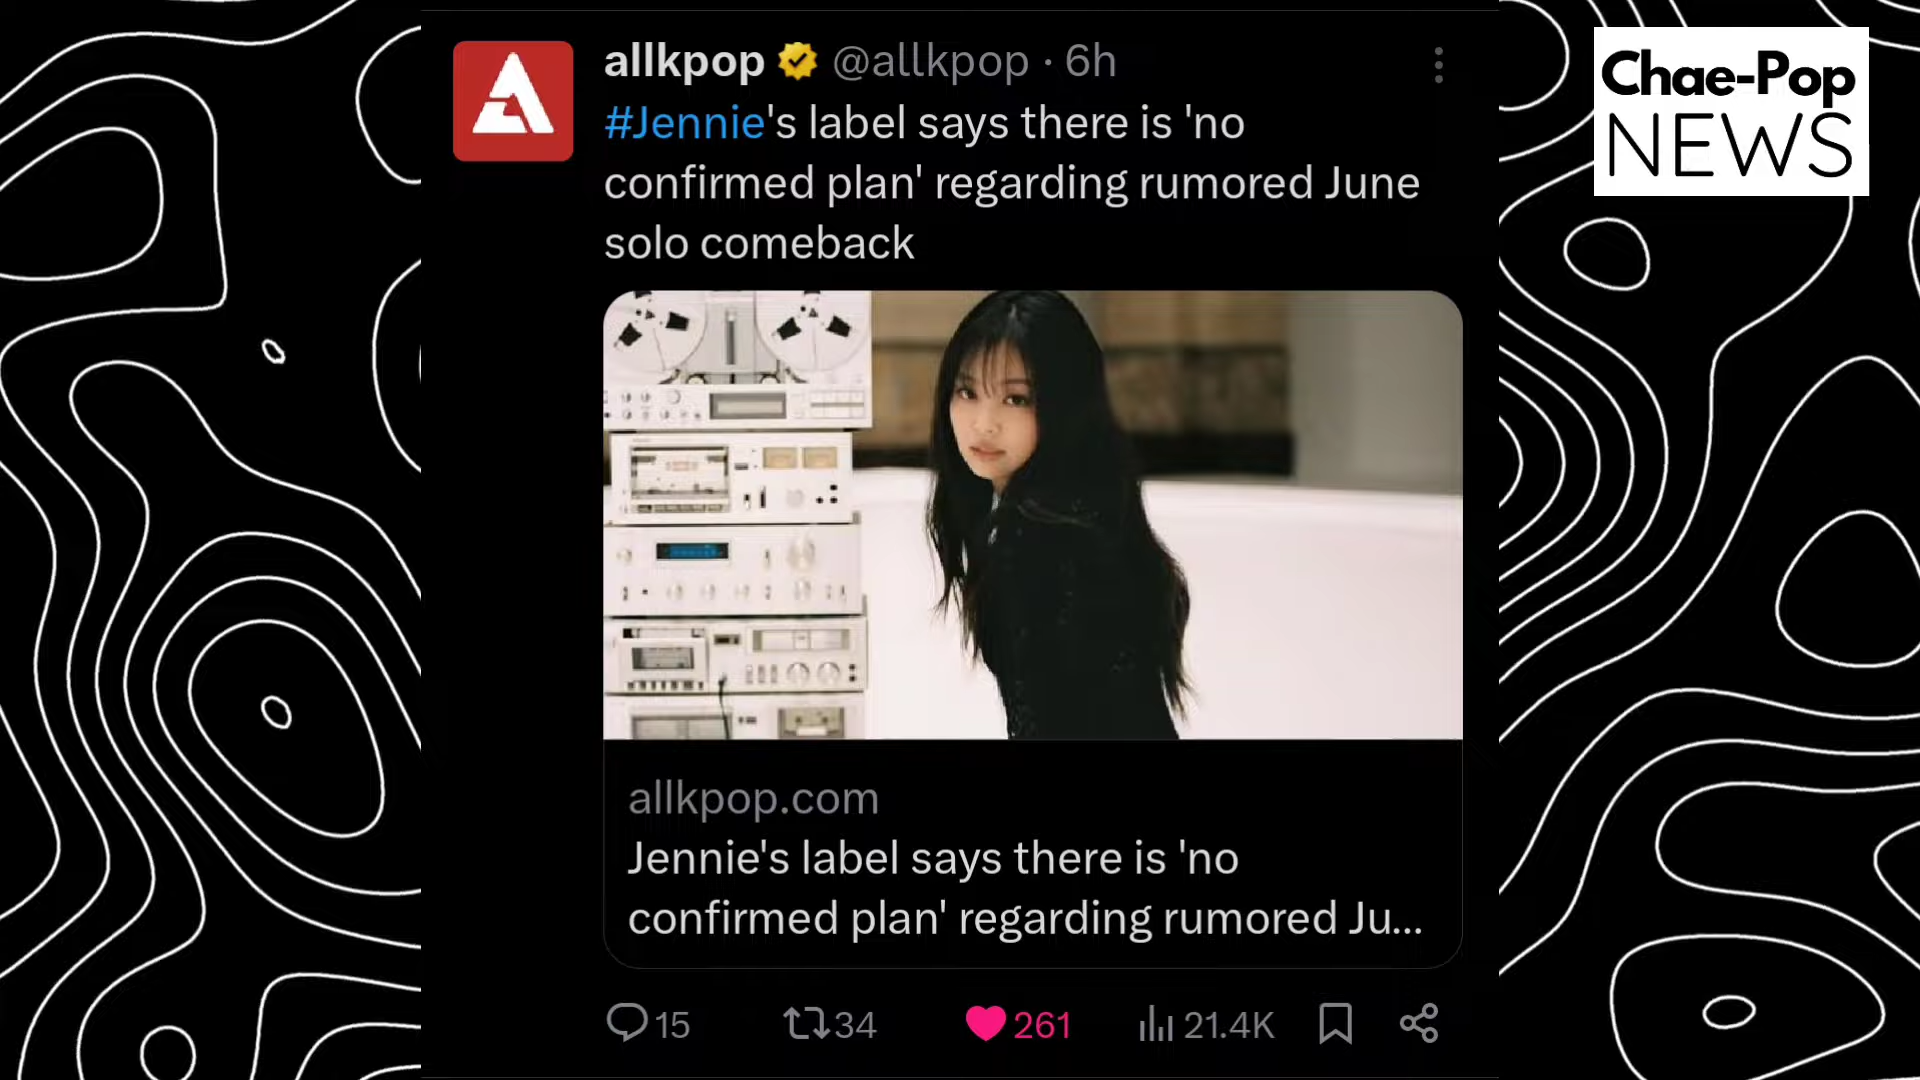 allkpop @allkpop · 6h
#Jennie's label says there is 'no
confirmed plan' regarding rumored June
solo comeback
allkpop.com
Jennie's label says there is 'no
confirmed plan' regarding rumored Ju...
15 34 261 21.4K
Chae-Pop
NEWS